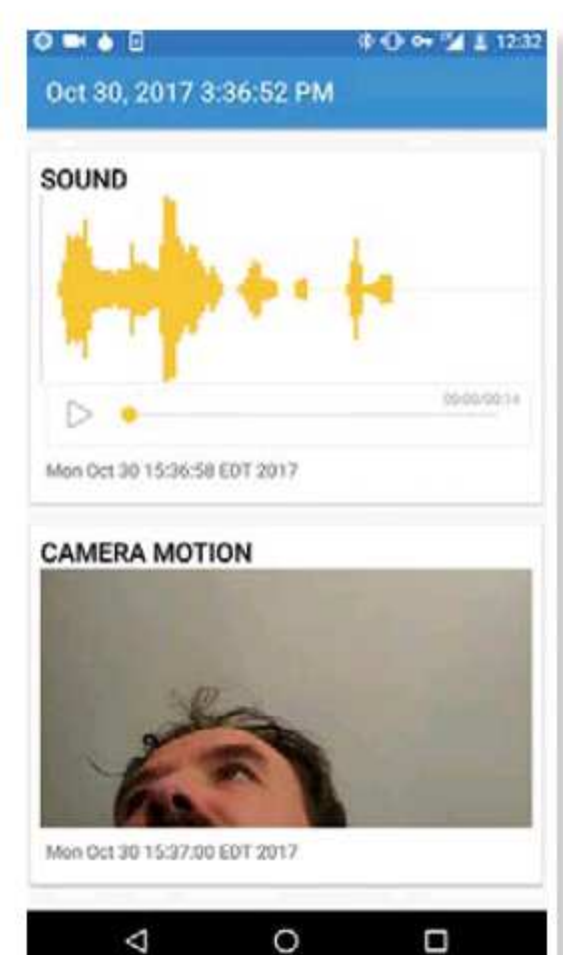 12:32
Oct 30, 2017 3:36:52 PM
SOUND
00:00/00:14
Mon Oct 30 15:36:58 EDT 2017
CAMERA MOTION
Mon Oct 30 15:37:00 EDT 2017